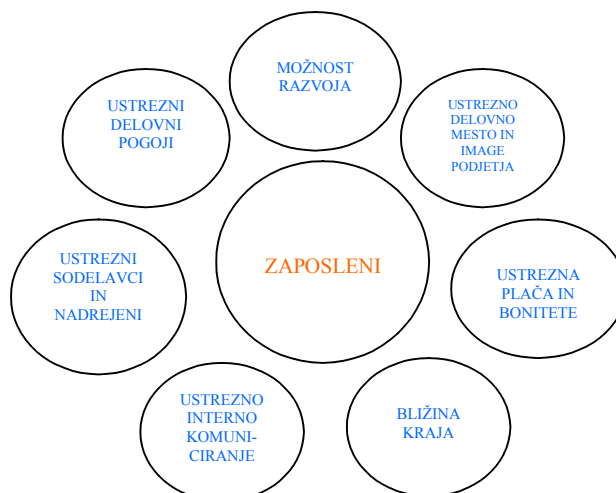 MOŽNOST
RAZVOJA
USTREZNI
DELOVNI
POGOJI
USTREZNO
DELOVNO
MESTO IN
IMAGE
PODJETJA
ZAPOSLENI
USTREZNI
SODELAVCI
IN
NADREJENI
USTREZNA
PLAČA IN
BONITETE
USTREZNO
INTERNO
KOMUNI-
CIRANJE
BLIŽINA
KRAJA